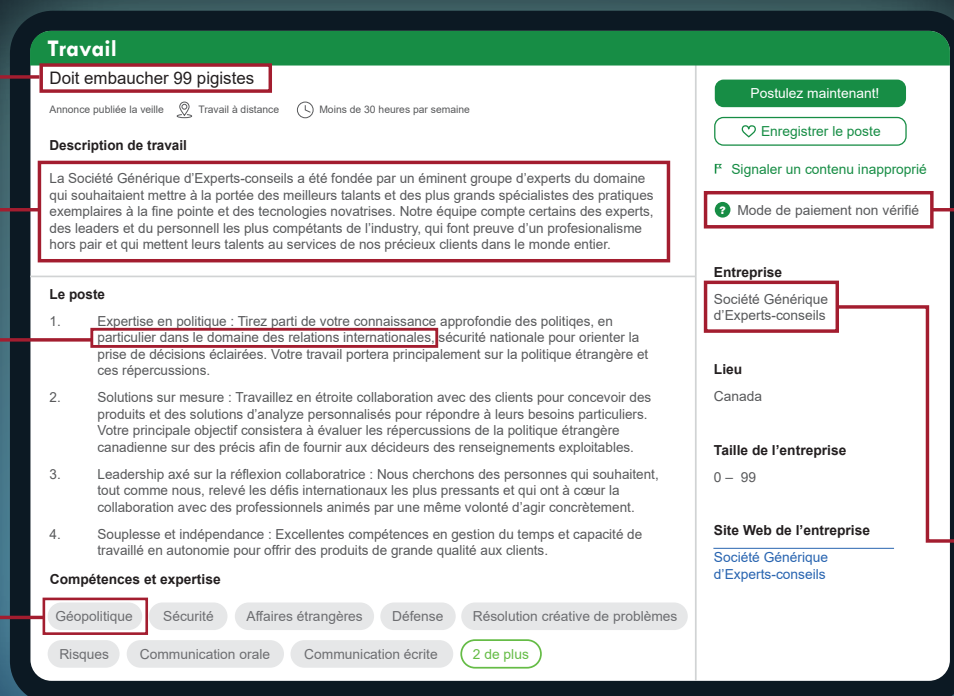 Travail
Doit embaucher 99 pigistes
Annonce publiée la veille Travail à distance Moins de 30 heures par semaine
Description de travail
La Société Générique d'Experts-conseils a été fondée par un éminent groupe d'experts du domaine
qui souhaitaient mettre à la portée des meilleurs talants et des plus grands spécialistes des pratiques
exemplaires à la fine pointe et des tecnologies novatrises. Notre équipe compte certains des experts,
des leaders et du personnell les plus compétants de l'industry, qui font preuve d'un profesionalisme
hors pair et qui mettent leurs talents au services de nos précieux clients dans le monde entier.
Le poste
1. Expertise en politique : Tirez parti de votre connaissance approfondie des politiqes, en
particulier dans le domaine des relations internationales, sécurité nationale pour orienter la
prise de décisions éclairées. Votre travail portera principalement sur la politique étrangère et
ces répercussions.
2. Solutions sur mesure : Travaillez en étroite collaboration avec des clients pour concevoir des
produits et des solutions d'analyze personnalisés pour répondre à leurs besoins particuliers.
Votre principale objectif consistera à évaluer les répercussions de la politique étrangère
canadienne sur des précis afin de fournir aux décideurs des renseignements exploitables.
3. Leadership axé sur la réflexion collaboratrice : Nous cherchons des personnes qui souhaitent,
tout comme nous, relevé les défis internationaux les plus pressants et qui ont à cœur la
collaboration avec des professionnels animés par une même volonté d'agir concrètement.
4. Souplesse et indépendance : Excellentes compétences en gestion du temps et capacité de
travaillé en autonomie pour offrir des produits de grande qualité aux clients.
Compétences et expertise
Géopolitique Sécurité Affaires étrangères Défense Résolution créative de problèmes
Risques Communication orale Communication écrite 2 de plus
Postulez maintenant!
Enregistrer le poste
Signaler un contenu inapproprié
? Mode de paiement non vérifié
Entreprise
Société Générique
d'Experts-conseils
Lieu
Canada
Taille de l'entreprise
0 – 99
Site Web de l'entreprise
Société Générique
d'Experts-conseils